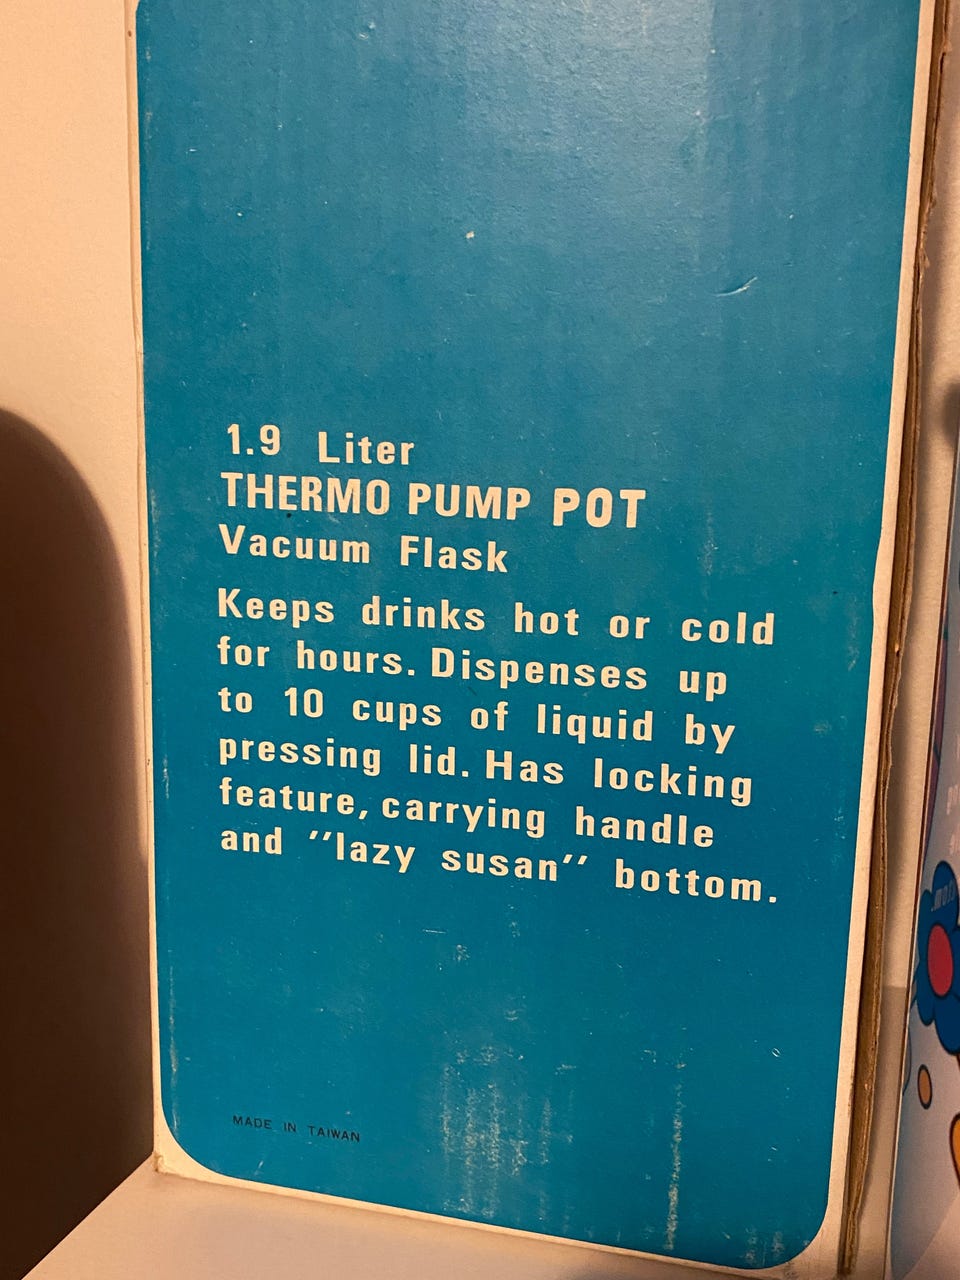 1.9 Liter
THERMO PUMP POT
Vacuum Flask
Keeps drinks hot or cold
for hours. Dispenses up
to 10 cups of liquid by
pressing lid. Has locking
feature, carrying handle
and "lazy susan" bottom.
MADE IN TAIWAN